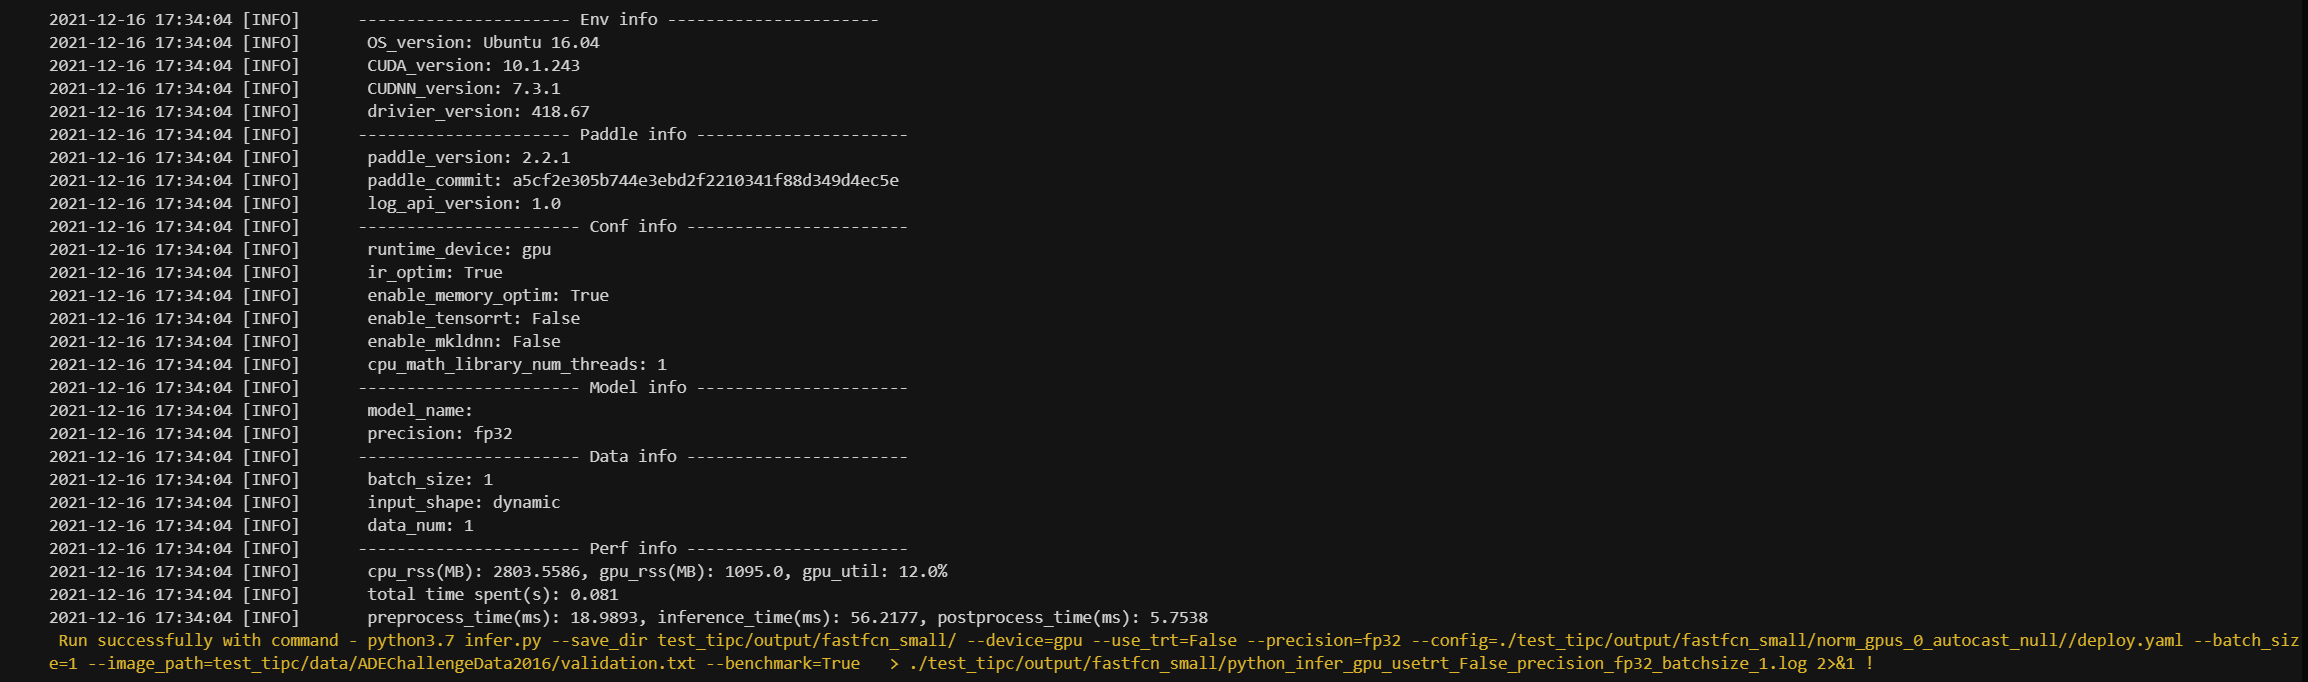 2021-12-16 17:34:04 [INFO]      ---------------------- Env info ----------------------
2021-12-16 17:34:04 [INFO]       OS_version: Ubuntu 16.04
2021-12-16 17:34:04 [INFO]       CUDA_version: 10.1.243
2021-12-16 17:34:04 [INFO]       CUDNN_version: 7.3.1
2021-12-16 17:34:04 [INFO]       drivier_version: 418.67
2021-12-16 17:34:04 [INFO]      ---------------------- Paddle info ----------------------
2021-12-16 17:34:04 [INFO]       paddle_version: 2.2.1
2021-12-16 17:34:04 [INFO]       paddle_commit: a5cf2e305b744e3ebd2f2210341f88d349d4ec5e
2021-12-16 17:34:04 [INFO]       log_api_version: 1.0
2021-12-16 17:34:04 [INFO]      ----------------------- Conf info -----------------------
2021-12-16 17:34:04 [INFO]       runtime_device: gpu
2021-12-16 17:34:04 [INFO]       ir_optim: True
2021-12-16 17:34:04 [INFO]       enable_memory_optim: True
2021-12-16 17:34:04 [INFO]       enable_tensorrt: False
2021-12-16 17:34:04 [INFO]       enable_mkldnn: False
2021-12-16 17:34:04 [INFO]       cpu_math_library_num_threads: 1
2021-12-16 17:34:04 [INFO]      ----------------------- Model info ----------------------
2021-12-16 17:34:04 [INFO]       model_name:
2021-12-16 17:34:04 [INFO]       precision: fp32
2021-12-16 17:34:04 [INFO]      ----------------------- Data info -----------------------
2021-12-16 17:34:04 [INFO]       batch_size: 1
2021-12-16 17:34:04 [INFO]       input_shape: dynamic
2021-12-16 17:34:04 [INFO]       data_num: 1
2021-12-16 17:34:04 [INFO]      ----------------------- Perf info -----------------------
2021-12-16 17:34:04 [INFO]       cpu_rss(MB): 2803.5586, gpu_rss(MB): 1095.0, gpu_util: 12.0%
2021-12-16 17:34:04 [INFO]       total time spent(s): 0.081
2021-12-16 17:34:04 [INFO]       preprocess_time(ms): 18.9893, inference_time(ms): 56.2177, postprocess_time(ms): 5.7538
 Run successfully with command - python3.7 infer.py --save_dir test_tipc/output/fastfcn_small/ --device=gpu --use_trt=False --precision=fp32 --config=./test_tipc/output/fastfcn_small/norm_gpus_0_autocast_null//deploy.yaml --batch_siz
e=1 --image_path=test_tipc/data/ADEChallengeData2016/validation.txt --benchmark=True   > ./test_tipc/output/fastfcn_small/python_infer_gpu_usetrt_False_precision_fp32_batchsize_1.log 2>&1 !